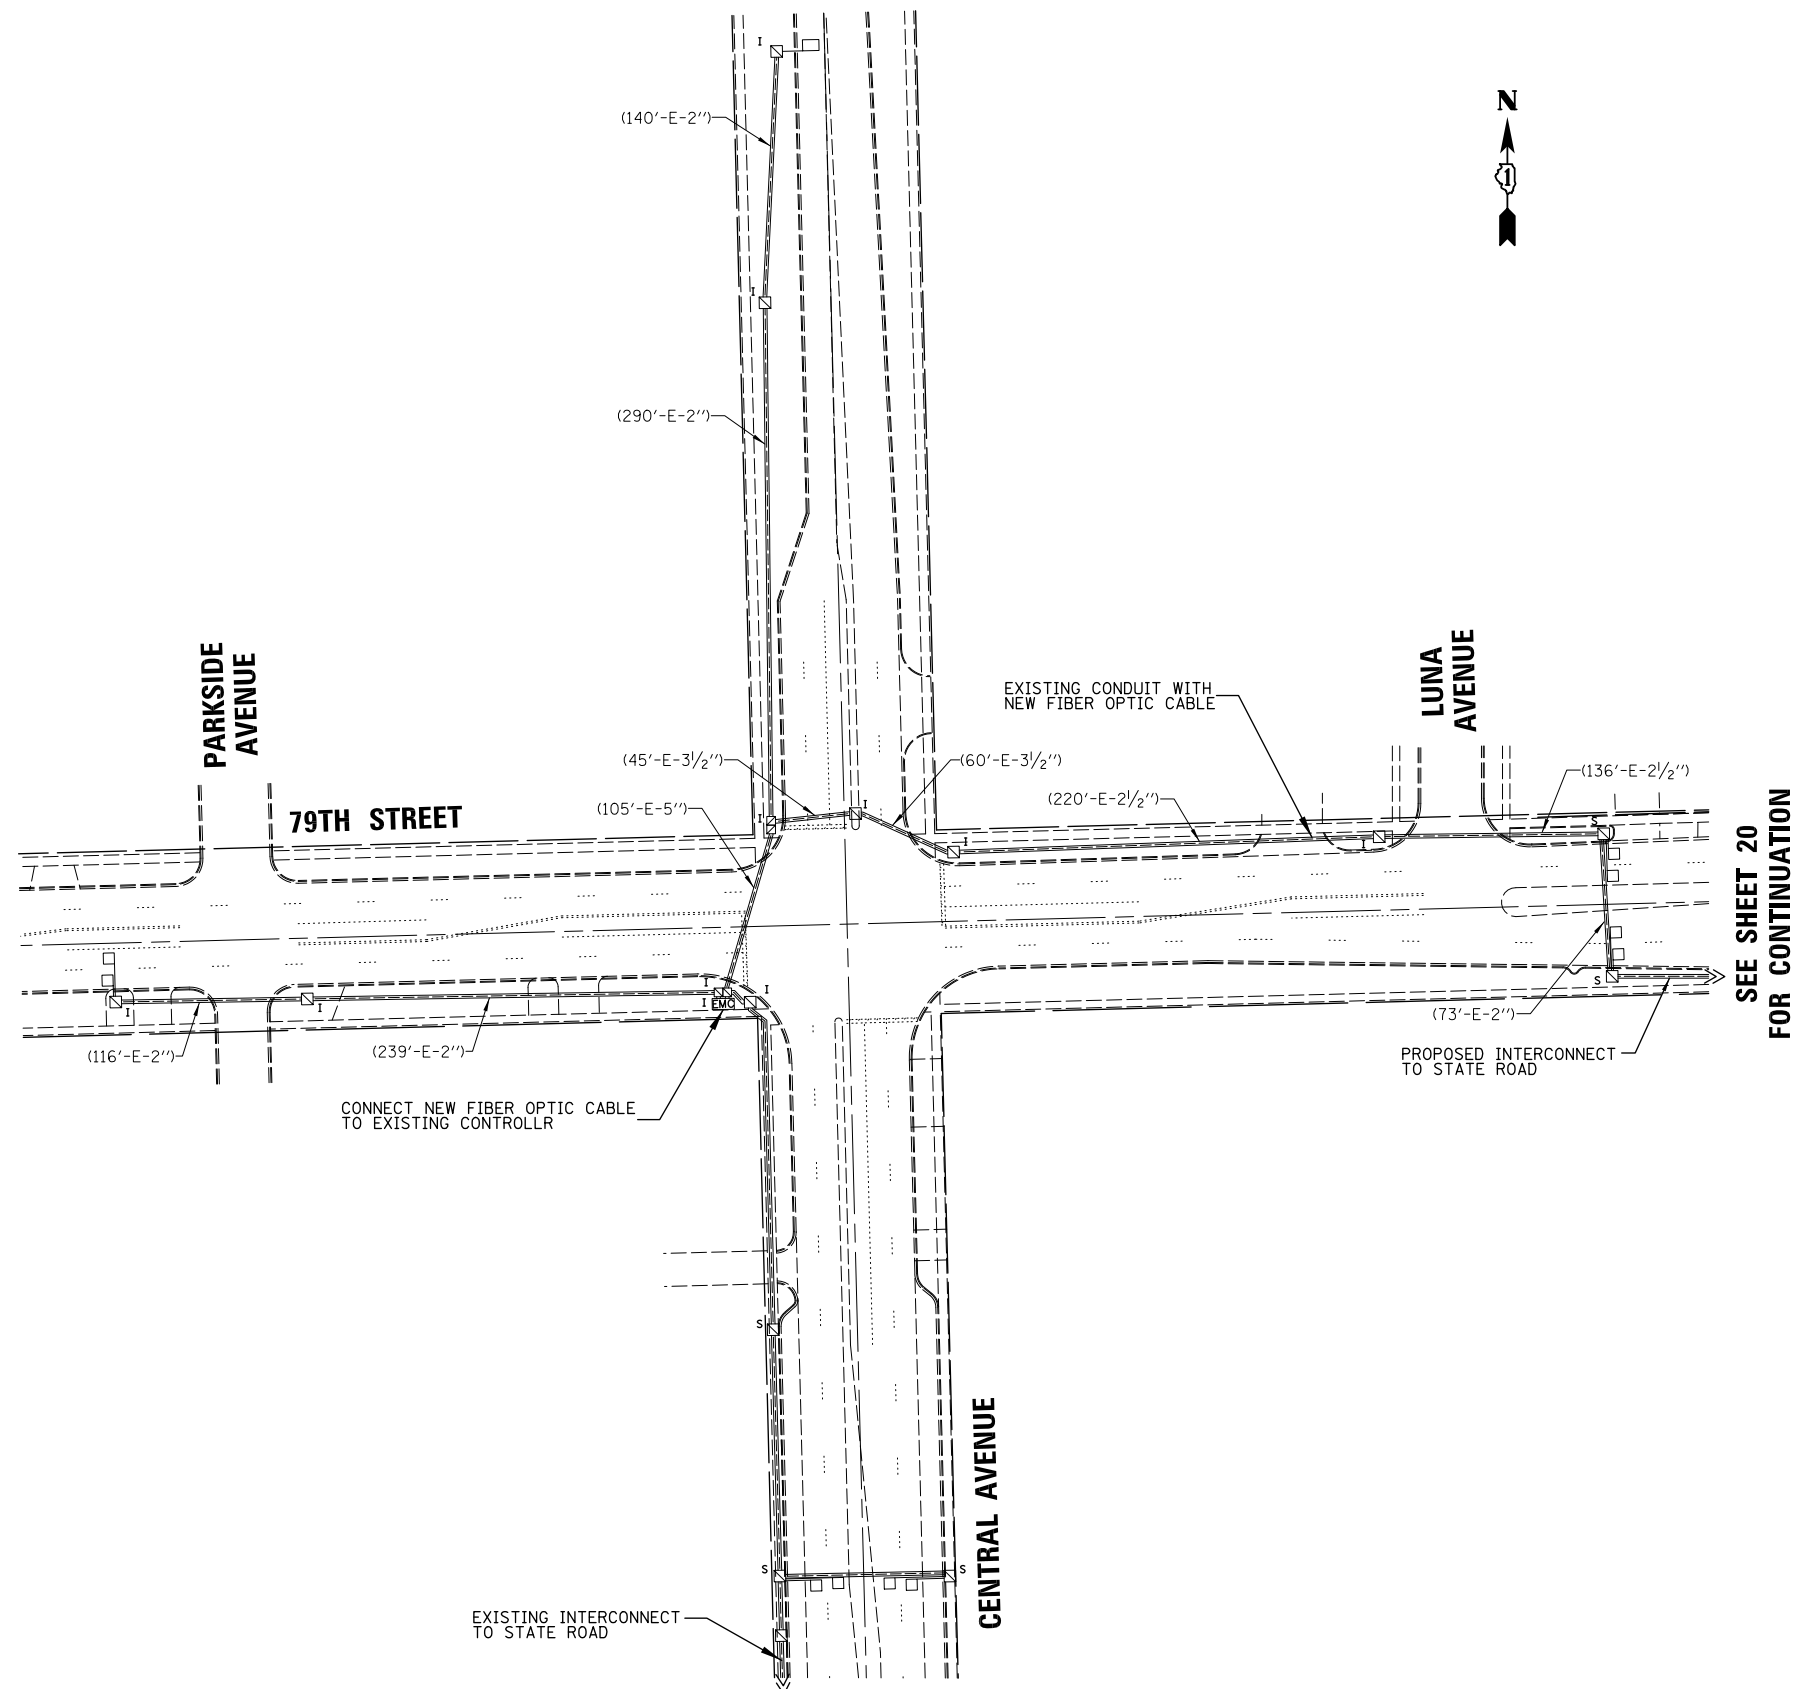 I
N
(140'-E-2")
1
I
(290'-E-2")
PARKSIDE
AVENUE
LUNA
AVENUE
EXISTING CONDUIT WITH
NEW FIBER OPTIC CABLE
(45'-E-3½")
(60'-E-3½")
(136'-E-2½")
79TH STREET
(105'-E-5")
(220'-E-2½")
I
I
S
I
I
SEE SHEET 20
FOR CONTINUATION
I
I
I
EMC
I
I
S
(116'-E-2")
(239'-E-2")
(73'-E-2")
PROPOSED INTERCONNECT
TO STATE ROAD
CONNECT NEW FIBER OPTIC CABLE
TO EXISTING CONTROLLR
S
CENTRAL AVENUE
S
S
EXISTING INTERCONNECT
TO STATE ROAD